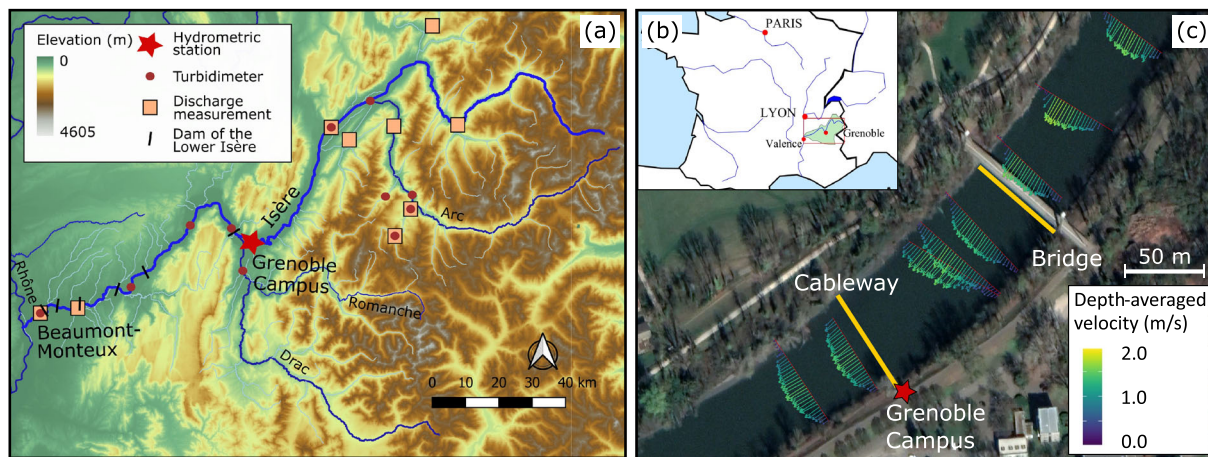 (a)
Elevation (m)
0
4605
Hydrometric
station
Turbidimeter
Discharge
measurement
Dam of the
Lower Isère
Isère
Arc
Grenoble
Campus
Romanche
Rhône
Beaumont-
Monteux
Drac
0 10 20 30 40 km
(b)
PARIS
LYON
Grenoble
Valence
(c)
Bridge
50 m
Cableway
Grenoble
Campus
Depth-averaged
velocity (m/s)
2.0
1.0
0.0